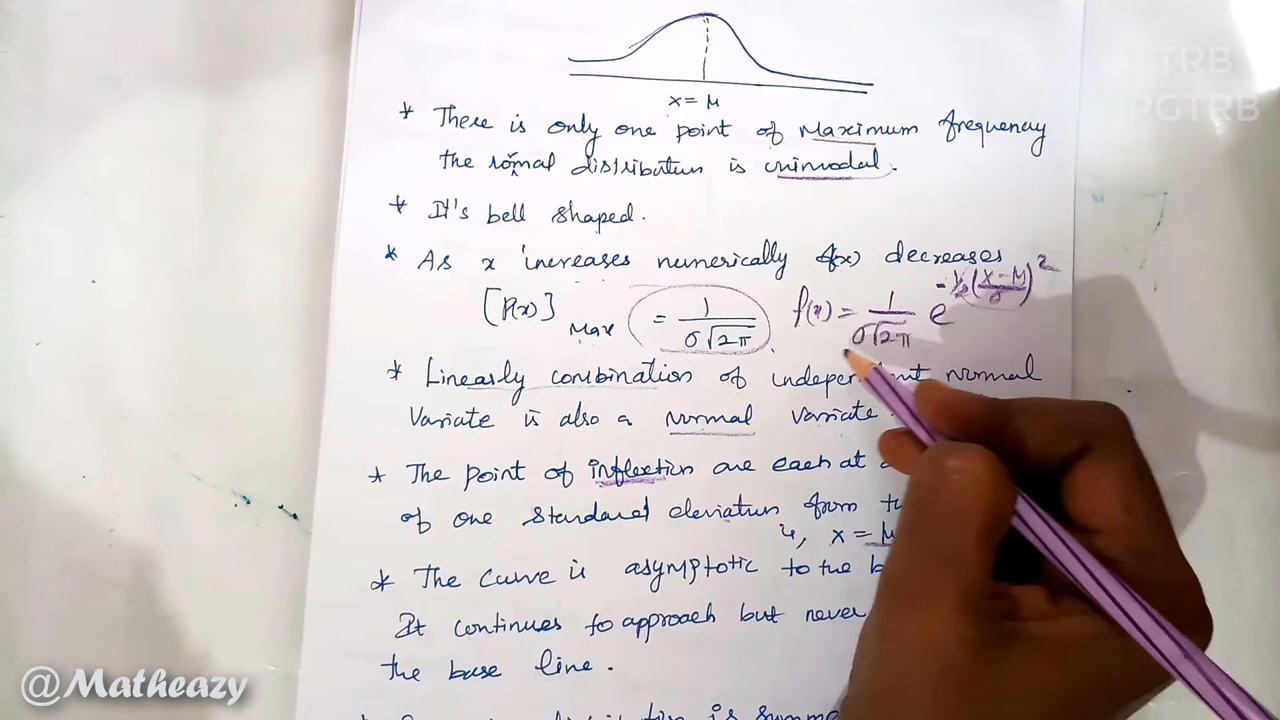 TRB
PGTRB
x = μ
* There is only one point of Maximum frequency
the normal distribution is unimodal.
* It's bell shaped.
* As x increases numerically f(x) decreases
[f(x)] Max = 1/σ√2π f(x) = 1/σ√2π e^-½(x-μ/σ)²
* Linearly combination of independent normal
Variate is also a normal variate.
* The point of inflection are each at a
of one standard deviation from
ie, x = μ
* The curve is asymptotic to the b
It continues to approach but never
the base line.
@Matheazy